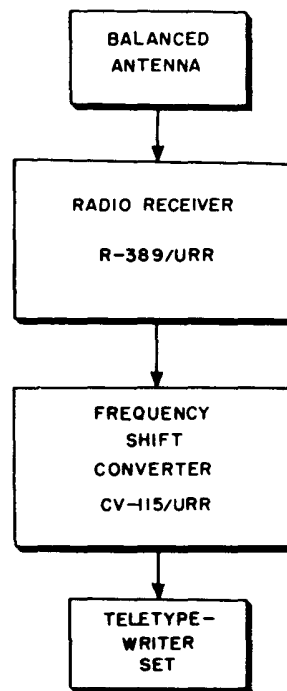 BALANCED
ANTENNA
RADIO RECEIVER
R-389/URR
FREQUENCY
SHIFT
CONVERTER
CV-115/URR
TELETYPE-
WRITER
SET